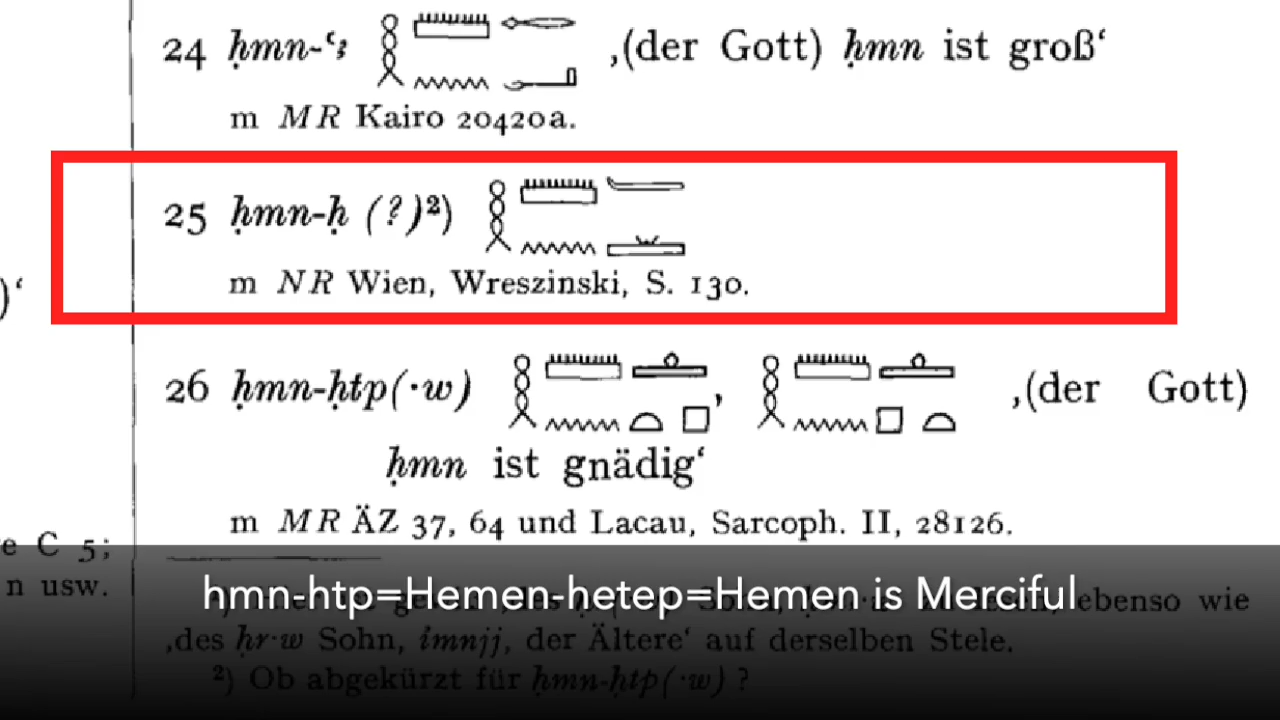 24 ḥmn-ꜥꜣ ‚(der Gott) ḥmn ist groß‘
m MR Kairo 20420a.
25 ḥmn-ḥ (?)²)
m NR Wien, Wreszinski, S. 130.
)‘
26 ḥmn-ḥtp(·w) , ‚(der Gott)
ḥmn ist gnädig‘
m MR ÄZ 37, 64 und Lacau, Sarcoph. II, 28126.
e C 5;
n usw.
hmn-htp=Hemen-hetep=Hemen is Merciful
ebenso wie
‚des ḥr·w Sohn, imnjj, der Ältere‘ auf derselben Stele.
²) Ob abgekürzt für ḥmn-ḥtp(·w) ?